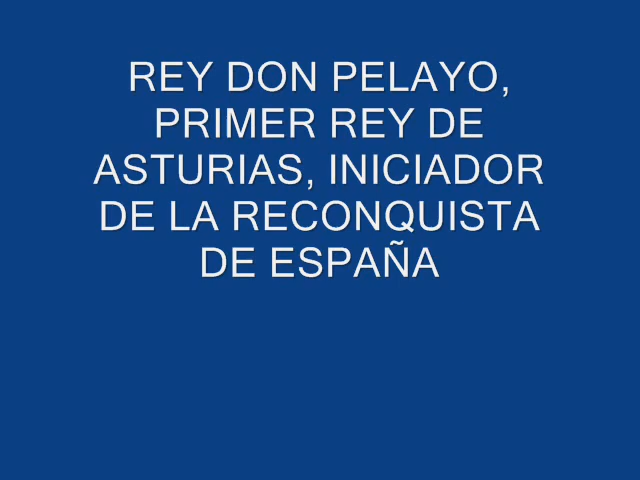 REY DON PELAYO,
PRIMER REY DE
ASTURIAS, INICIADOR
DE LA RECONQUISTA
DE ESPAÑA